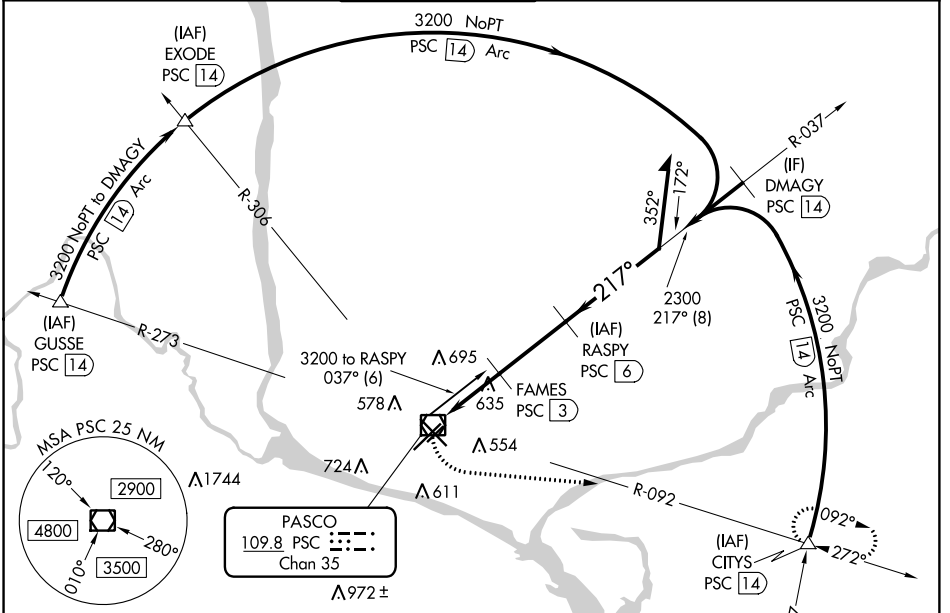 3200 NoPT
PSC 14 Arc
(IAF)
EXODE
PSC 14
3200 NoPT to DMAGY
PSC 14 Arc
R-306
R-037
(IF)
DMAGY
PSC 14
352°
172°
217°
2300
217° (8)
(IAF)
GUSSE
PSC 14
R-273
3200 to RASPY
037° (6)
695
(IAF)
RASPY
PSC 6
3200 NoPT
PSC 14 Arc
578
635
FAMES
PSC 3
554
724
611
MSA PSC 25 NM
120°
2900
4800
280°
3500
010°
1744
PASCO
109.8 PSC
Chan 35
972 ±
R-092
092°
272°
(IAF)
CITYS
PSC 14